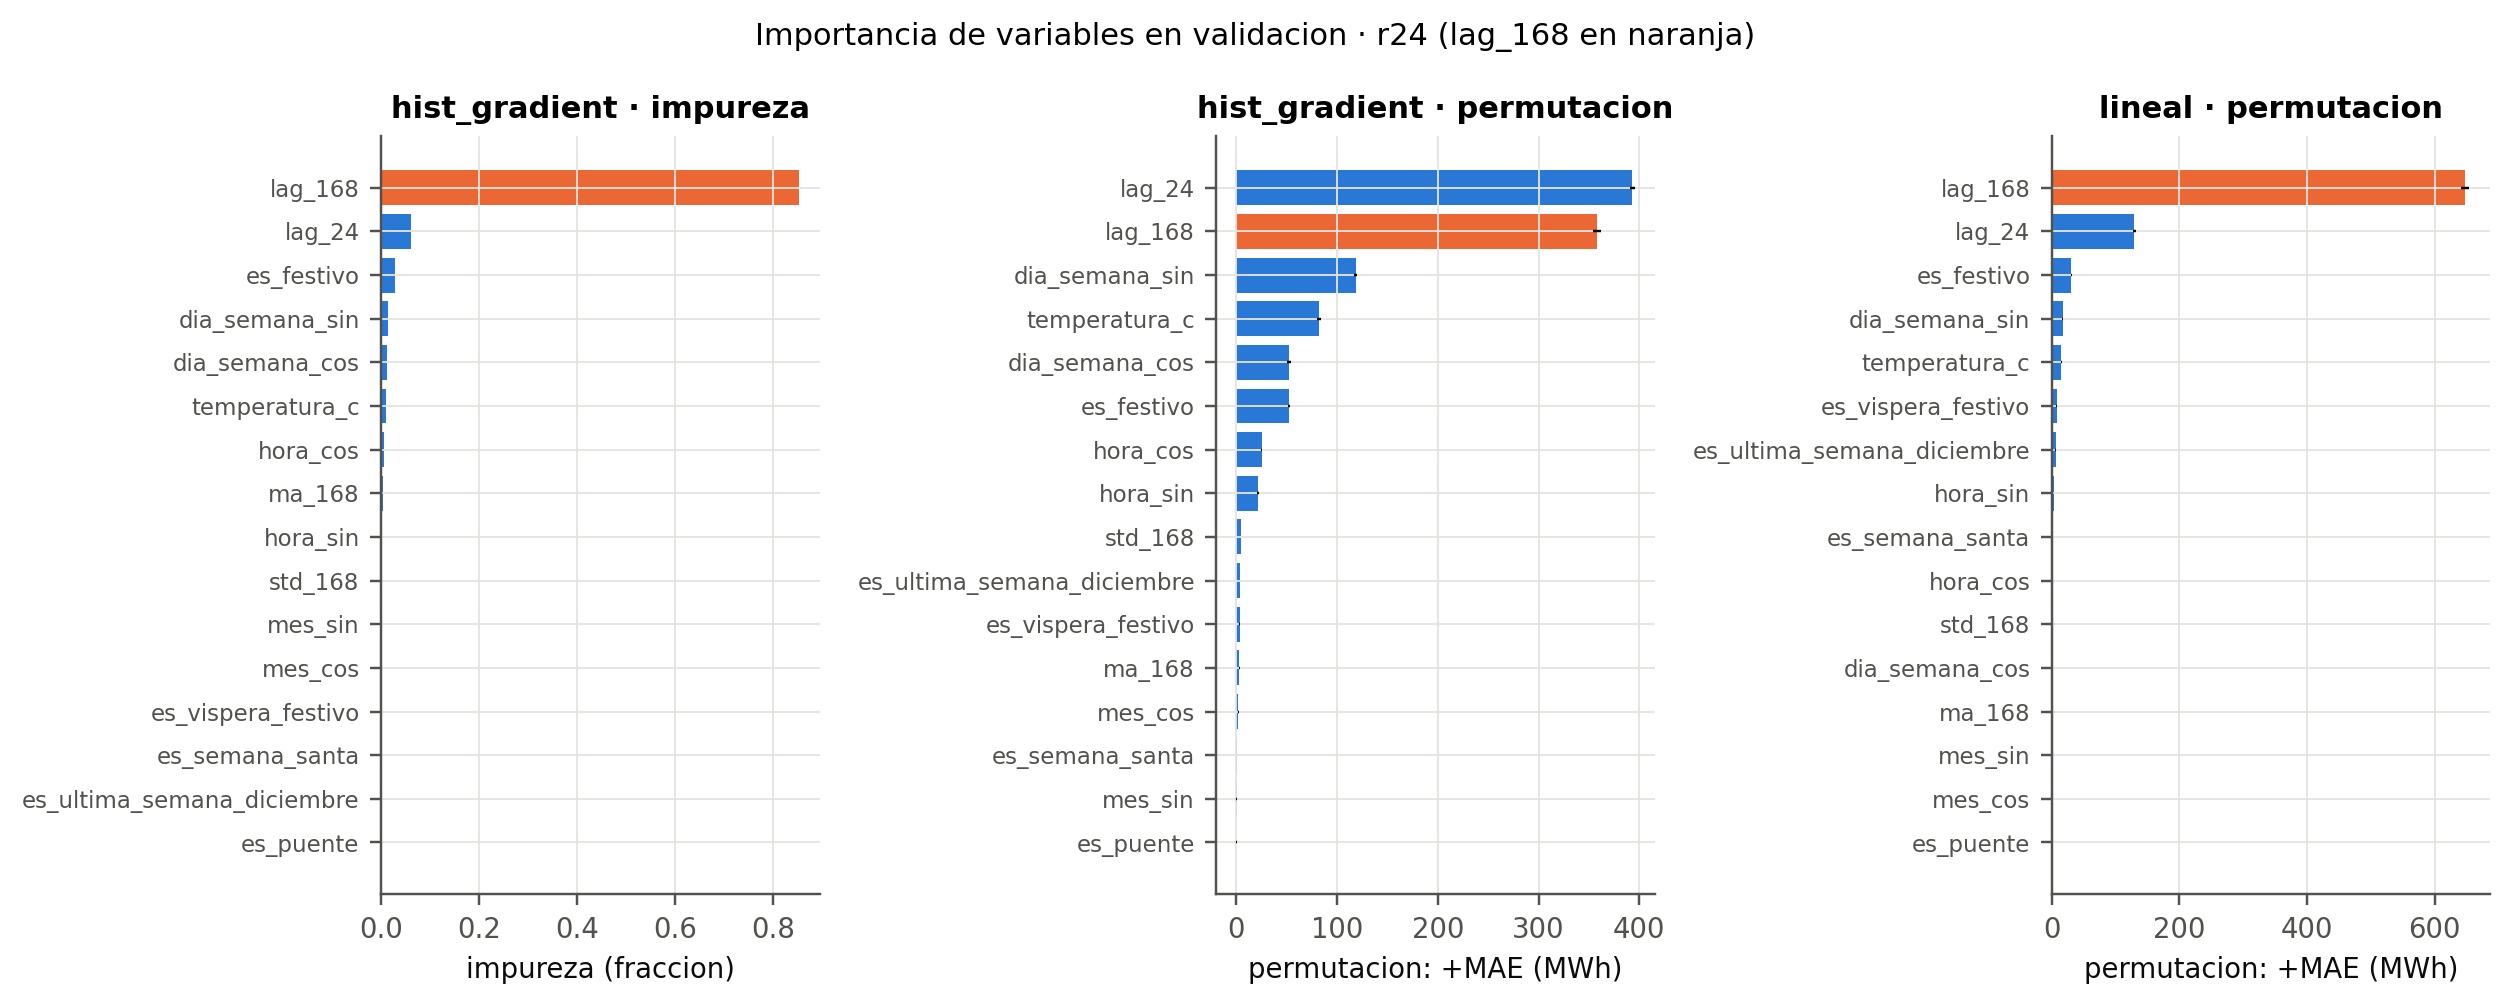 Importancia de variables en validacion · r24 (lag_168 en naranja)
hist_gradient · impureza
lag_168
lag_24
es_festivo
dia_semana_sin
dia_semana_cos
temperatura_c
hora_cos
ma_168
hora_sin
std_168
mes_sin
mes_cos
es_vispera_festivo
es_semana_santa
es_ultima_semana_diciembre
es_puente
0.0 0.2 0.4 0.6 0.8
impureza (fraccion)
hist_gradient · permutacion
lag_24
lag_168
dia_semana_sin
temperatura_c
dia_semana_cos
es_festivo
hora_cos
hora_sin
std_168
es_ultima_semana_diciembre
es_vispera_festivo
ma_168
mes_cos
es_semana_santa
mes_sin
es_puente
0 100 200 300 400
permutacion: +MAE (MWh)
lineal · permutacion
lag_168
lag_24
es_festivo
dia_semana_sin
temperatura_c
es_vispera_festivo
es_ultima_semana_diciembre
hora_sin
es_semana_santa
hora_cos
std_168
dia_semana_cos
ma_168
mes_sin
mes_cos
es_puente
0 200 400 600
permutacion: +MAE (MWh)